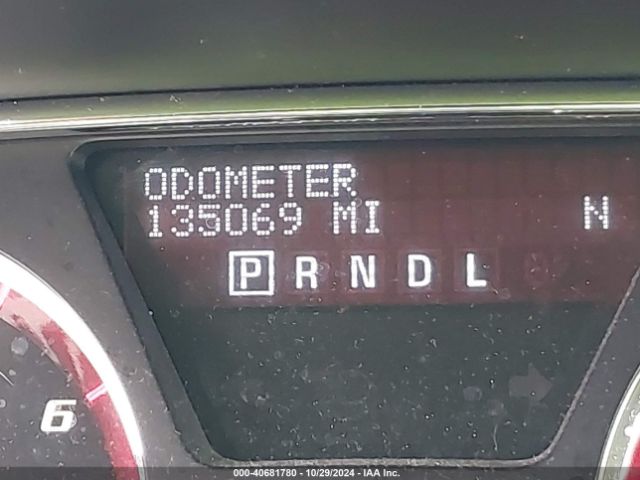 ODOMETER
135069 MI N
P R N D L
6
000-40681780 - 10/29/2024 - IAA Inc.